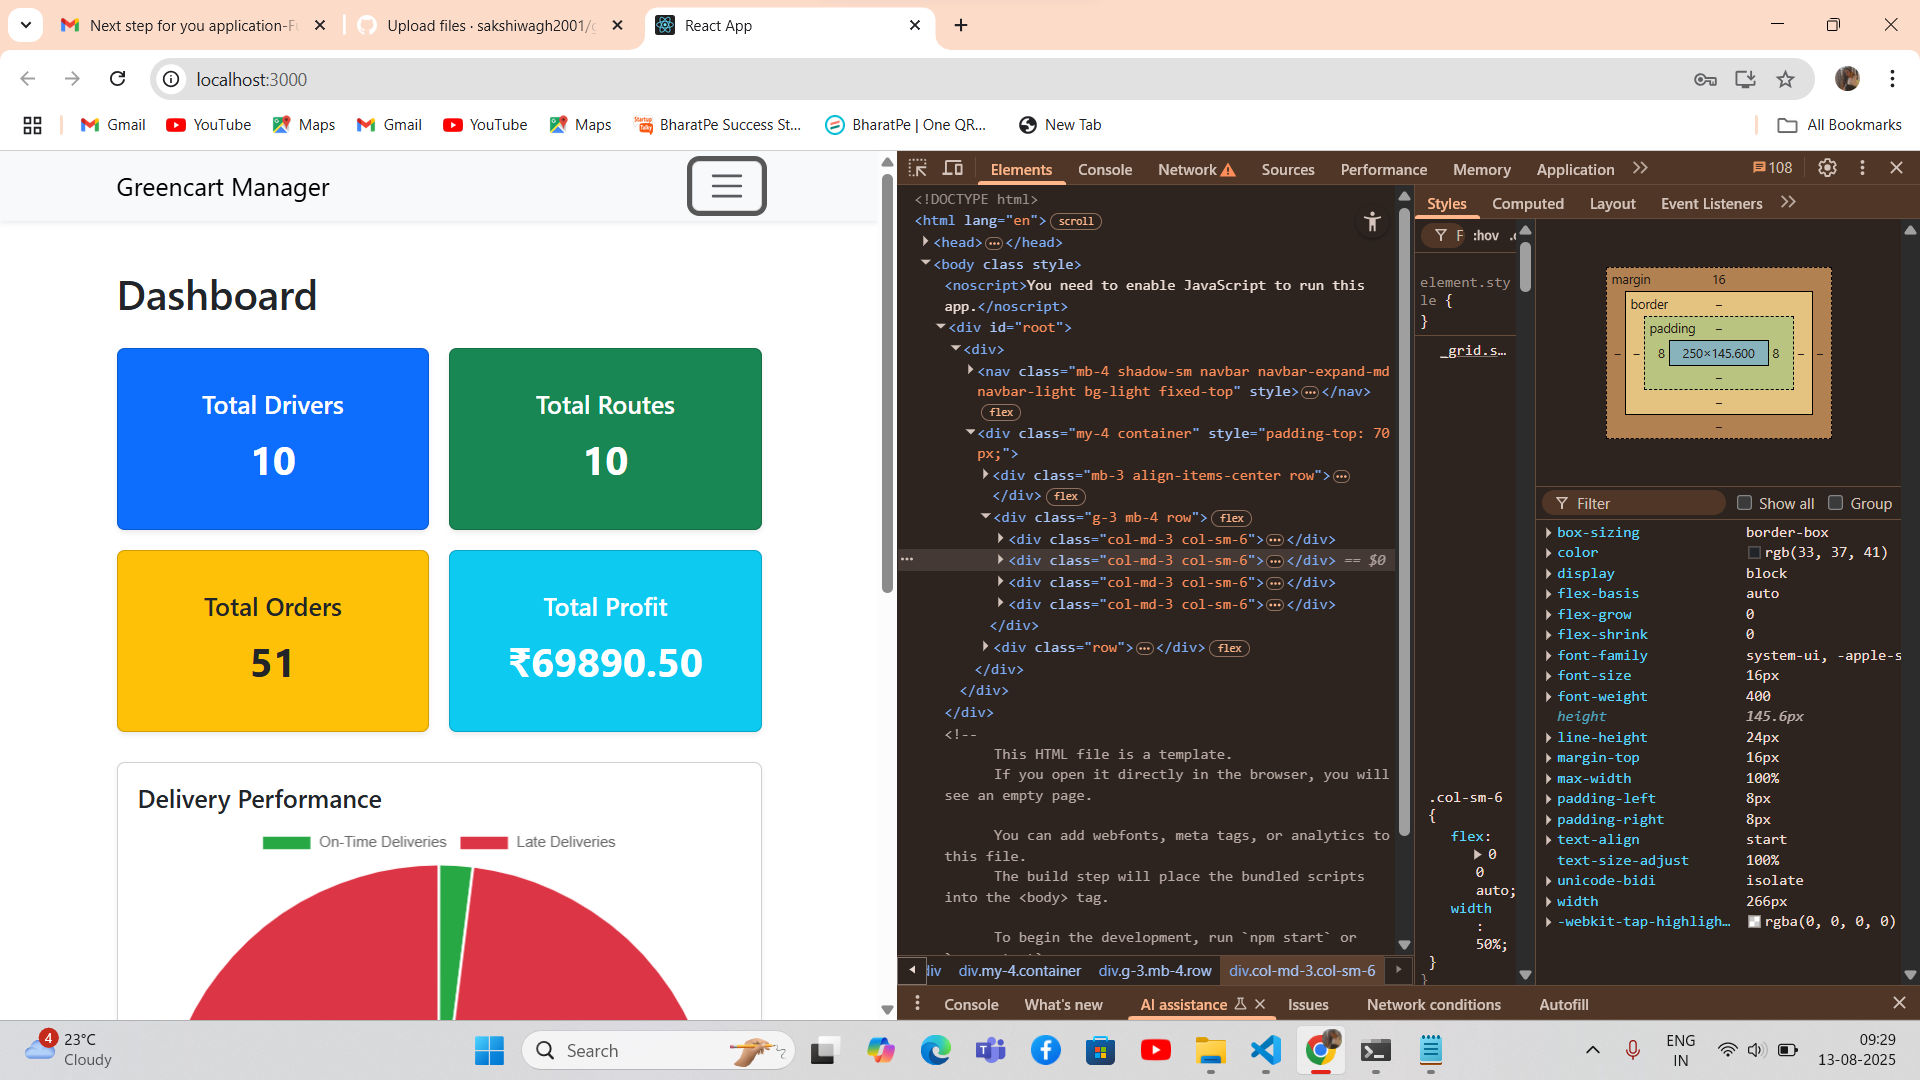 Next step for you application-Fu
Upload files · sakshiwagh2001/g
React App
localhost:3000
Gmail
YouTube
Maps
Gmail
YouTube
Maps
BharatPe Success St...
BharatPe | One QR...
New Tab
All Bookmarks
Greencart Manager
Dashboard
Total Drivers
10
Total Routes
10
Total Orders
51
Total Profit
₹69890.50
Delivery Performance
On-Time Deliveries
Late Deliveries
Elements
Console
Network
Sources
Performance
Memory
Application
108
<!DOCTYPE html>
<html lang="en"> scroll
<head> ... </head>
<body class style>
<noscript>You need to enable JavaScript to run this
app.</noscript>
<div id="root">
<div>
<nav class="mb-4 shadow-sm navbar navbar-expand-md
navbar-light bg-light fixed-top" style> ... </nav>
flex
<div class="my-4 container" style="padding-top: 70
px;">
<div class="mb-3 align-items-center row"> ...
</div> flex
<div class="g-3 mb-4 row"> flex
<div class="col-md-3 col-sm-6"> ... </div>
... <div class="col-md-3 col-sm-6"> ... </div> == $0
<div class="col-md-3 col-sm-6"> ... </div>
<div class="col-md-3 col-sm-6"> ... </div>
</div>
<div class="row"> ... </div> flex
</div>
</div>
</div>
<!--
This HTML file is a template.
If you open it directly in the browser, you will
see an empty page.
You can add webfonts, meta tags, or analytics to
this file.
The build step will place the bundled scripts
into the <body> tag.
To begin the development, run `npm start` or
div
div.my-4.container
div.g-3.mb-4.row
div.col-md-3.col-sm-6
Styles
Computed
Layout
Event Listeners
F
:hov
.c
element.sty
le {
}
_grid.s...
.col-sm-6
{
flex:
0
0
auto;
width
:
50%;
}
}
margin 16
border –
padding –
– – 8 250×145.600 8 – –
–
–
–
Filter
Show all
Group
box-sizing border-box
color rgb(33, 37, 41)
display block
flex-basis auto
flex-grow 0
flex-shrink 0
font-family system-ui, -apple-s
font-size 16px
font-weight 400
height 145.6px
line-height 24px
margin-top 16px
max-width 100%
padding-left 8px
padding-right 8px
text-align start
text-size-adjust 100%
unicode-bidi isolate
width 266px
-webkit-tap-highligh... rgba(0, 0, 0, 0)
Console
What's new
AI assistance
Issues
Network conditions
Autofill
4
23°C
Cloudy
Search
ENG
IN
09:29
13-08-2025